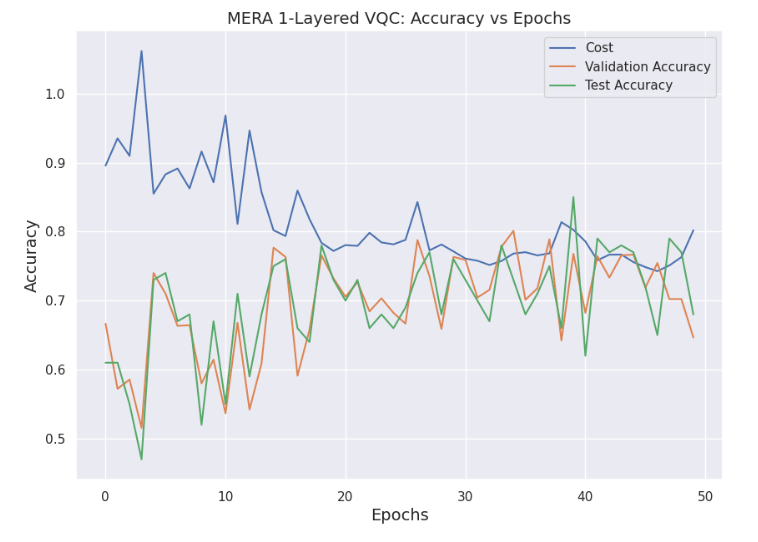 MERA 1-Layered VQC: Accuracy vs Epochs
Cost
Validation Accuracy
Test Accuracy
1.0
0.9
0.8
0.7
0.6
0.5
Accuracy
0 10 20 30 40 50
Epochs